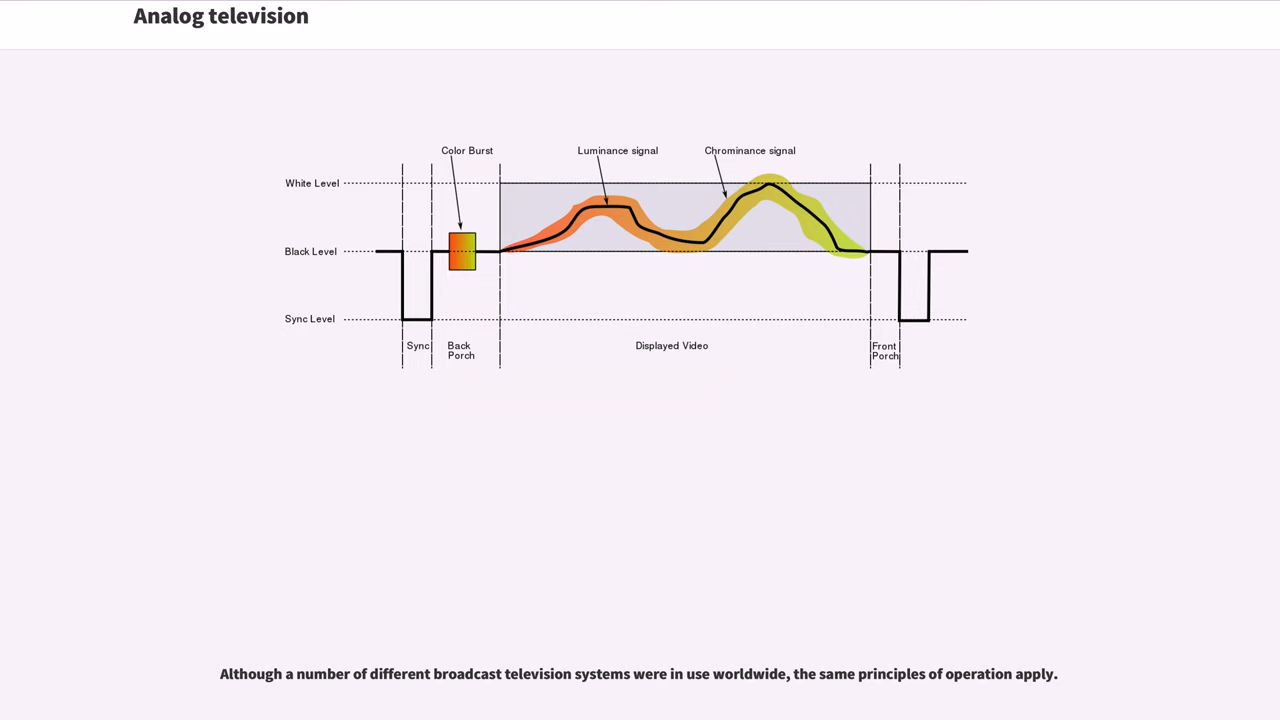 Analog television
Color Burst
Luminance signal
Chrominance signal
White Level
Black Level
Sync Level
Sync
Back
Porch
Displayed Video
Front
Porch
Although a number of different broadcast television systems were in use worldwide, the same principles of operation apply.